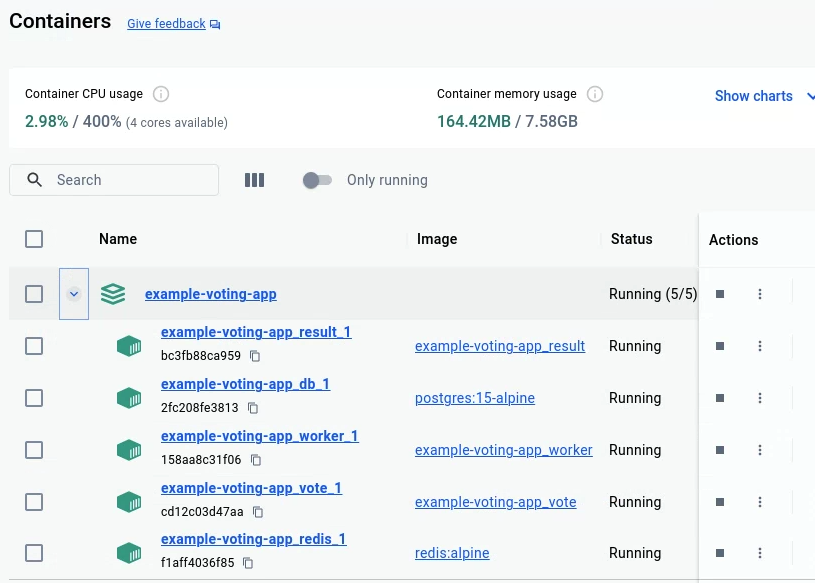 Containers Give feedback
Container CPU usage Container memory usage
2.98% / 400% (4 cores available) 164.42MB / 7.58GB Show charts
Search Only running
Name Image Status Actions
example-voting-app Running (5/5)
example-voting-app_result_1
bc3fb88ca959 example-voting-app_result Running
example-voting-app_db_1
2fc208fe3813 postgres:15-alpine Running
example-voting-app_worker_1
158aa8c31f06 example-voting-app_worker Running
example-voting-app_vote_1
cd12c03d47aa example-voting-app_vote Running
example-voting-app_redis_1
f1aff4036f85 redis:alpine Running